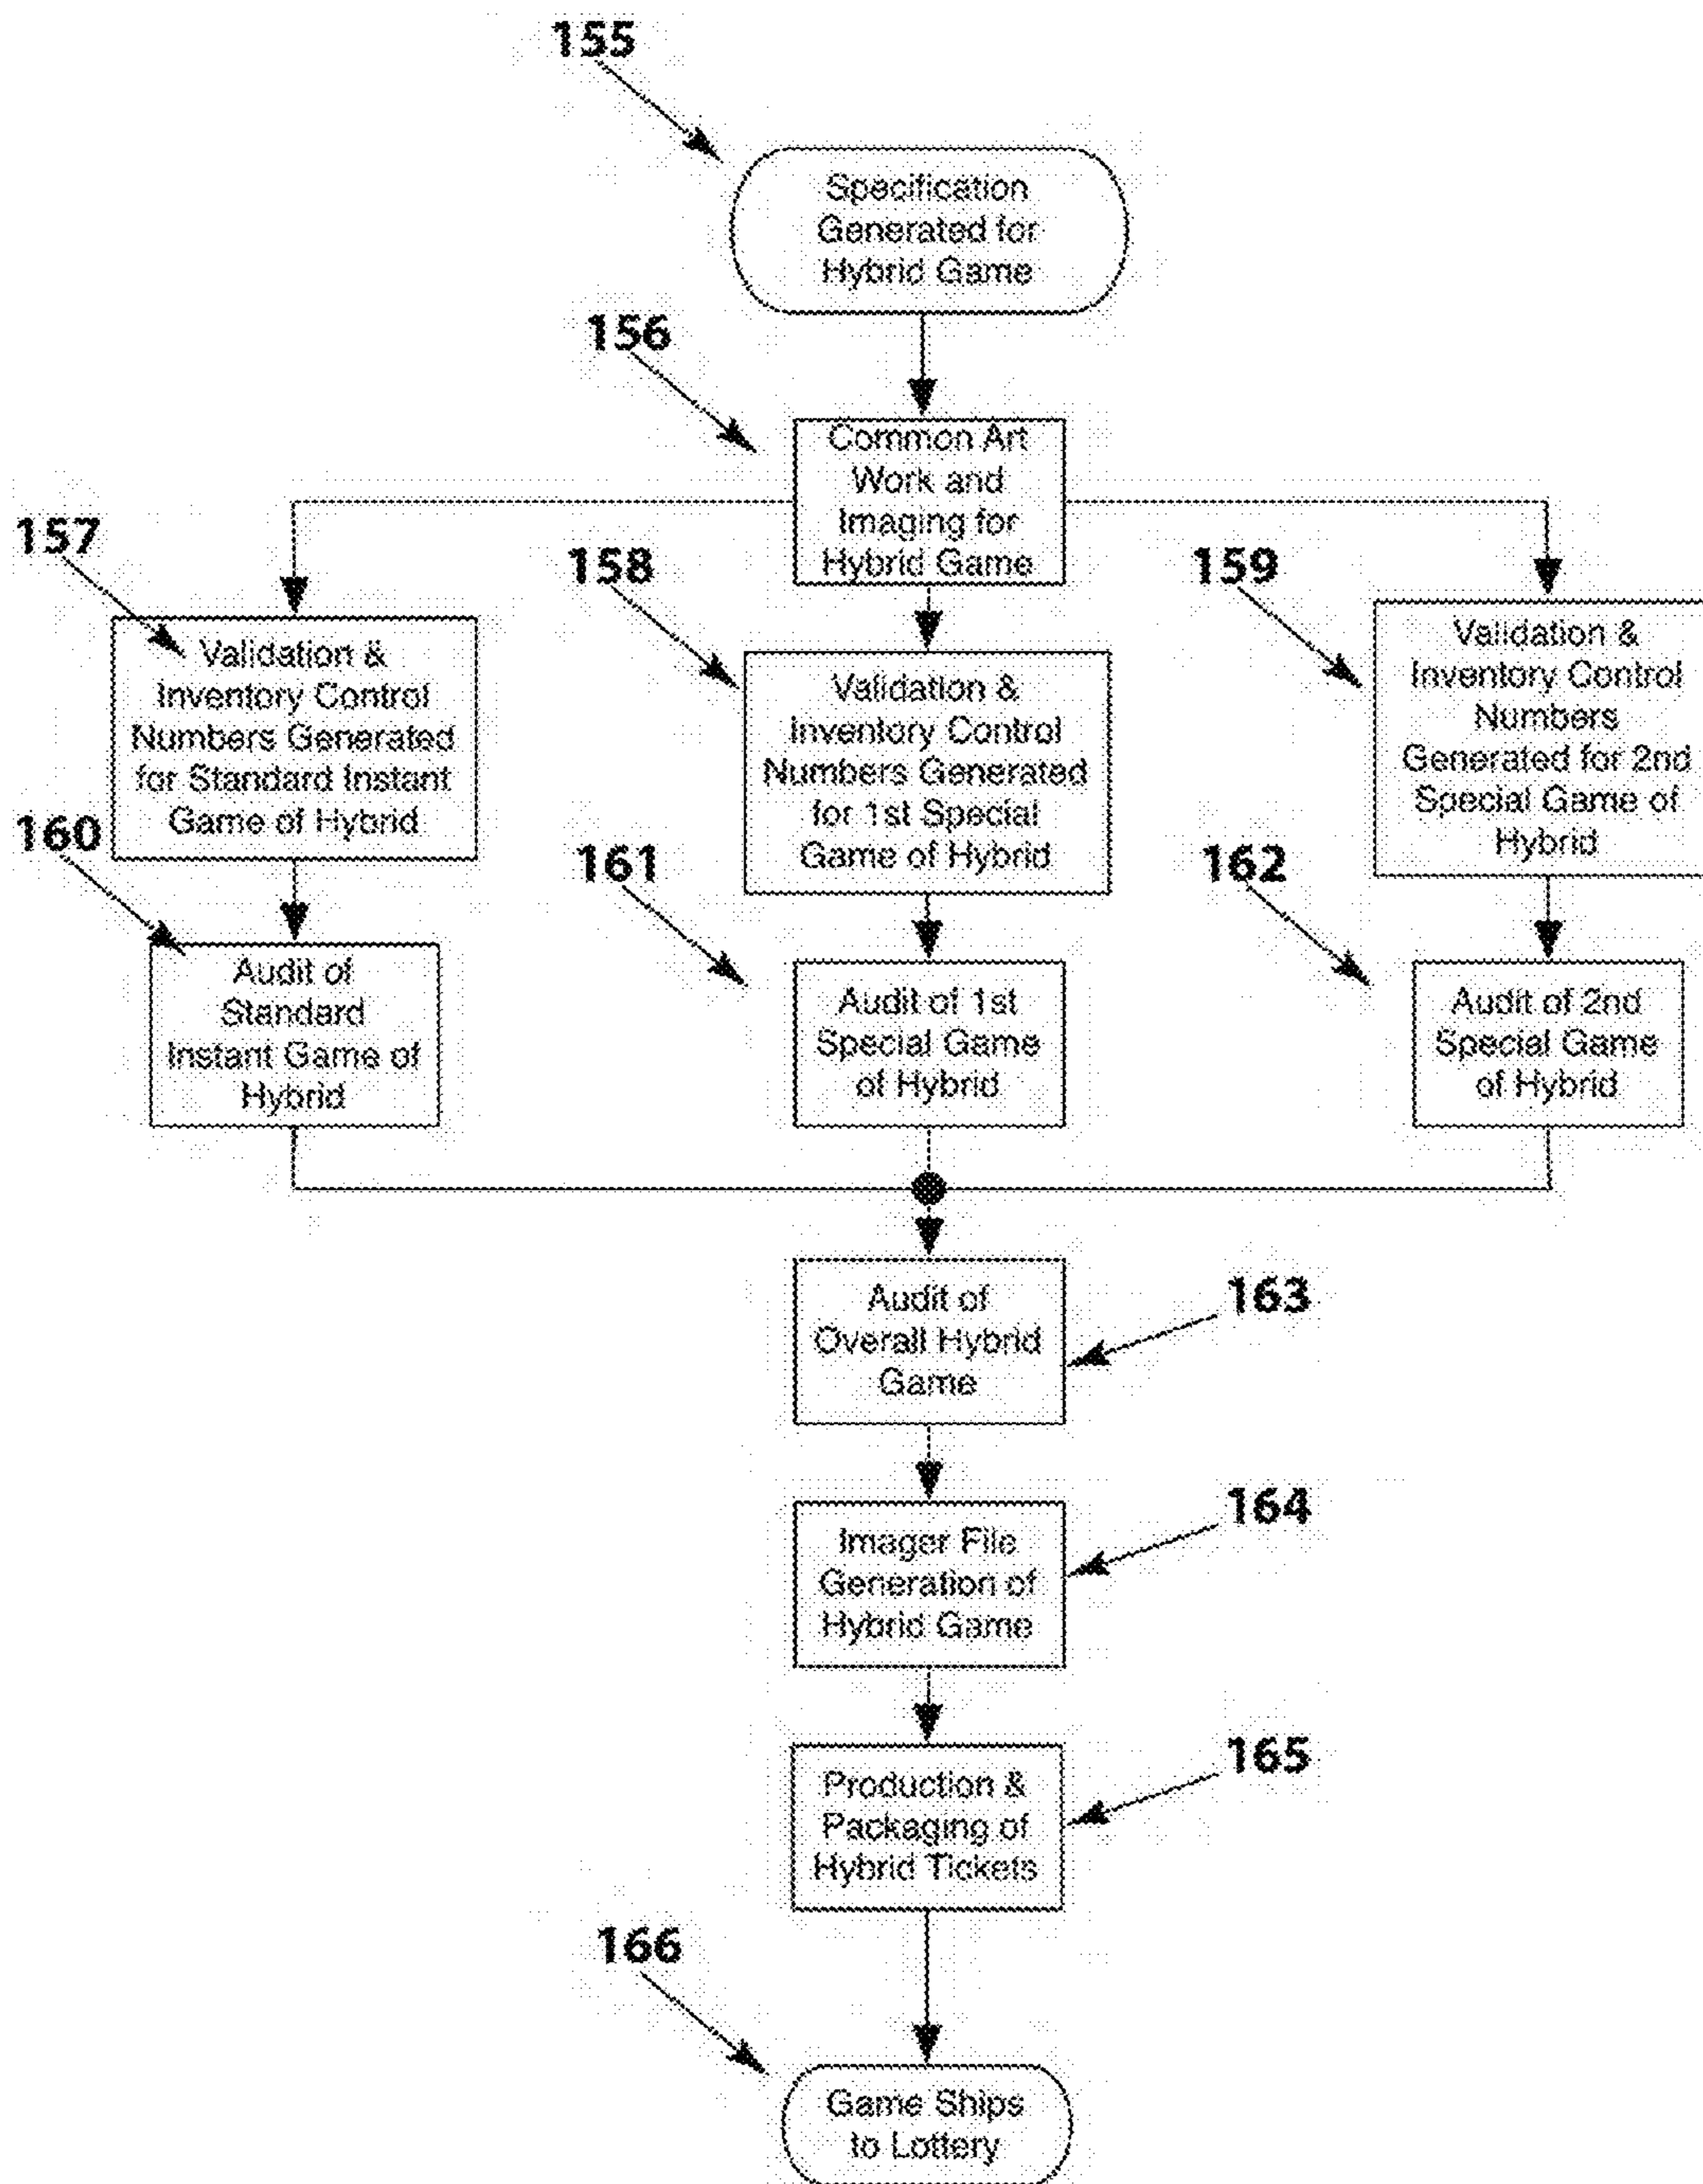 155
Specification
Generated for
Hybrid Game
156
Common Art
Work and
Imaging for
Hybrid Game
157
Validation &
Inventory Control
Numbers Generated
for Standard Instant
Game of Hybrid
158
Validation &
Inventory Control
Numbers Generated
for 1st Special
Game of Hybrid
159
Validation &
Inventory Control
Numbers
Generated for 2nd
Special Game of
Hybrid
160
Audit of
Standard
Instant Game of
Hybrid
161
Audit of 1st
Special Game
of Hybrid
162
Audit of 2nd
Special Game
of Hybrid
163
Audit of
Overall Hybrid
Game
164
Imager File
Generation of
Hybrid Game
165
Production &
Packaging of
Hybrid Tickets
166
Game Ships
to Lottery